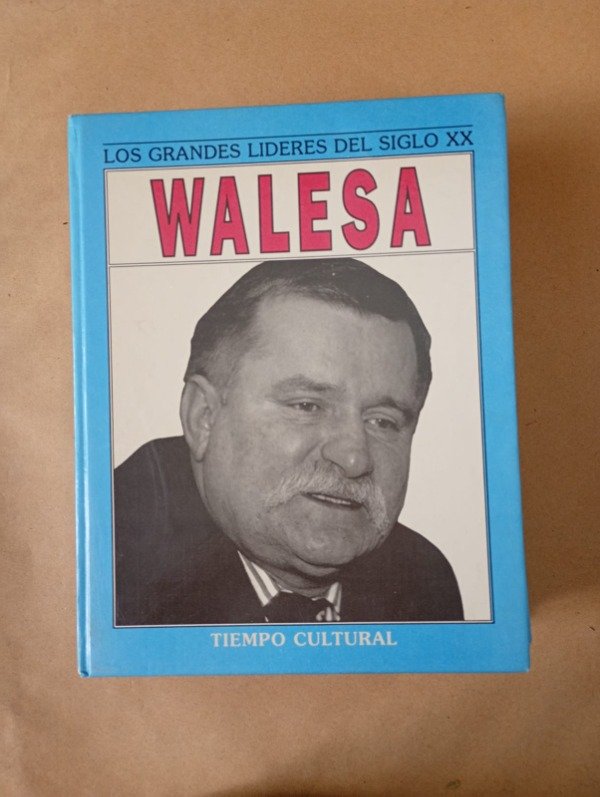 LOS GRANDES LIDERES DEL SIGLO XX
WALESA
TIEMPO CULTURAL